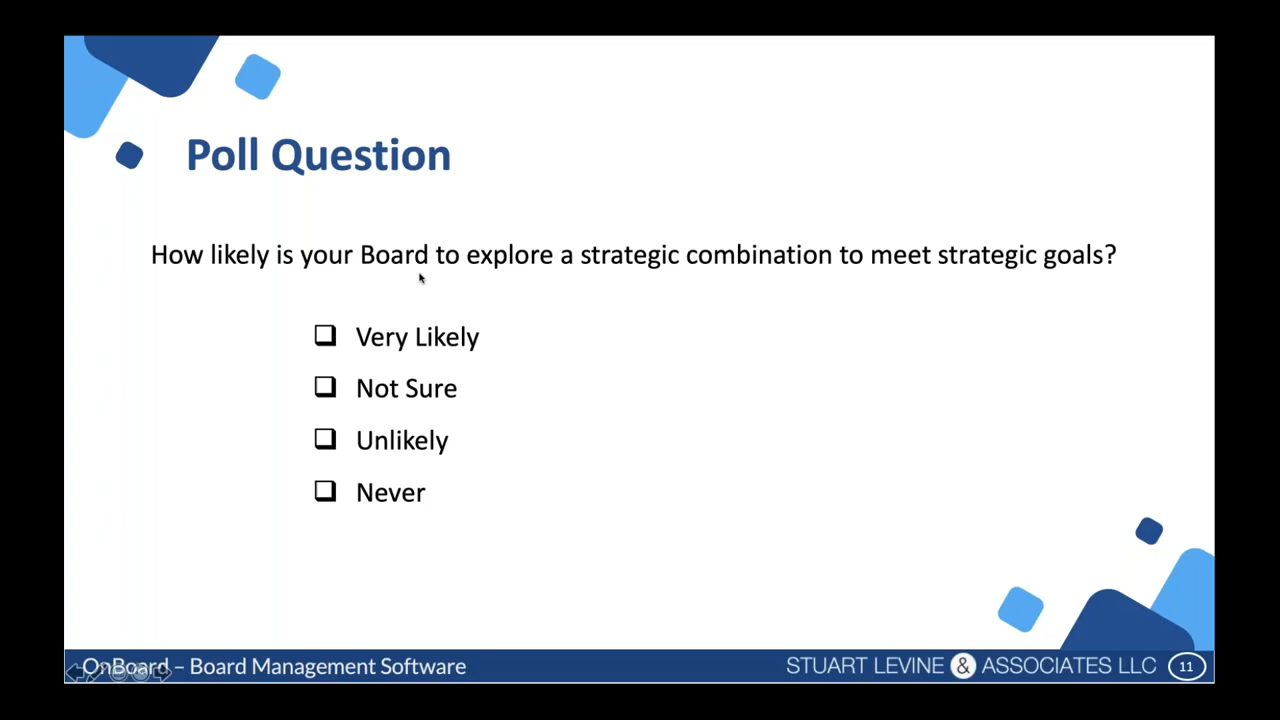 Poll Question
How likely is your Board to explore a strategic combination to meet strategic goals?
Very Likely
Not Sure
Unlikely
Never
OnBoard – Board Management Software
STUART LEVINE & ASSOCIATES LLC 11